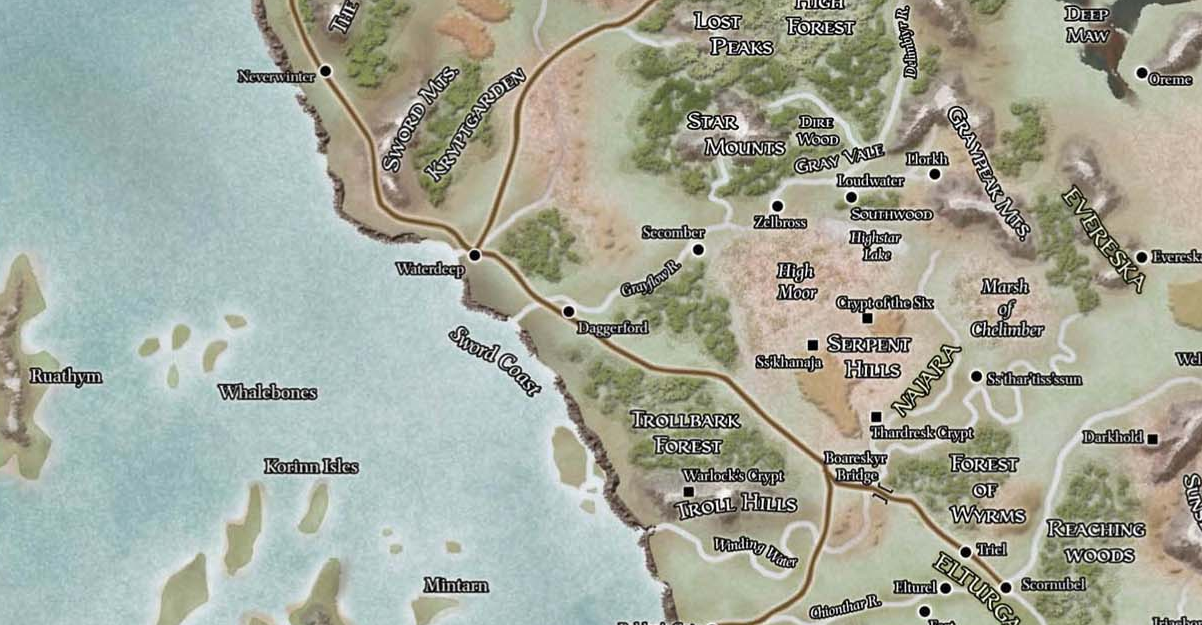 THE
LOST
PEAKS
HIGH
FOREST
Delimbiyr R.
DEEP
MAW
Neverwinter
SWORD MTS.
KRYPTGARDEN
STAR
MOUNTS
DIRE
WOOD
GRAY VALE
Llorkh
GRAYPEAK MTS.
Oreme
Loudwater
Zelbross
SOUTHWOOD
Highstar
Lake
EVERESKA
Secomber
Waterdeep
Grayflow R.
High
Moor
Marsh
of
Chelimber
Crypt of the Six
Daggerford
Sword Coast
Ss'khanaja
SERPENT
HILLS
NAJARA
Ss'thar'tiss'ssun
Ruathym
Whalebones
TROLLBARK
FOREST
Thardresk Crypt
Darkhold
Korinn Isles
Warlock's Crypt
TROLL HILLS
Boareskyr
Bridge
FOREST
OF
WYRMS
REACHING
WOODS
Winding
Water
Triel
Mintarn
Elturel
ELTURGA
Scornubel
Chionthar R.